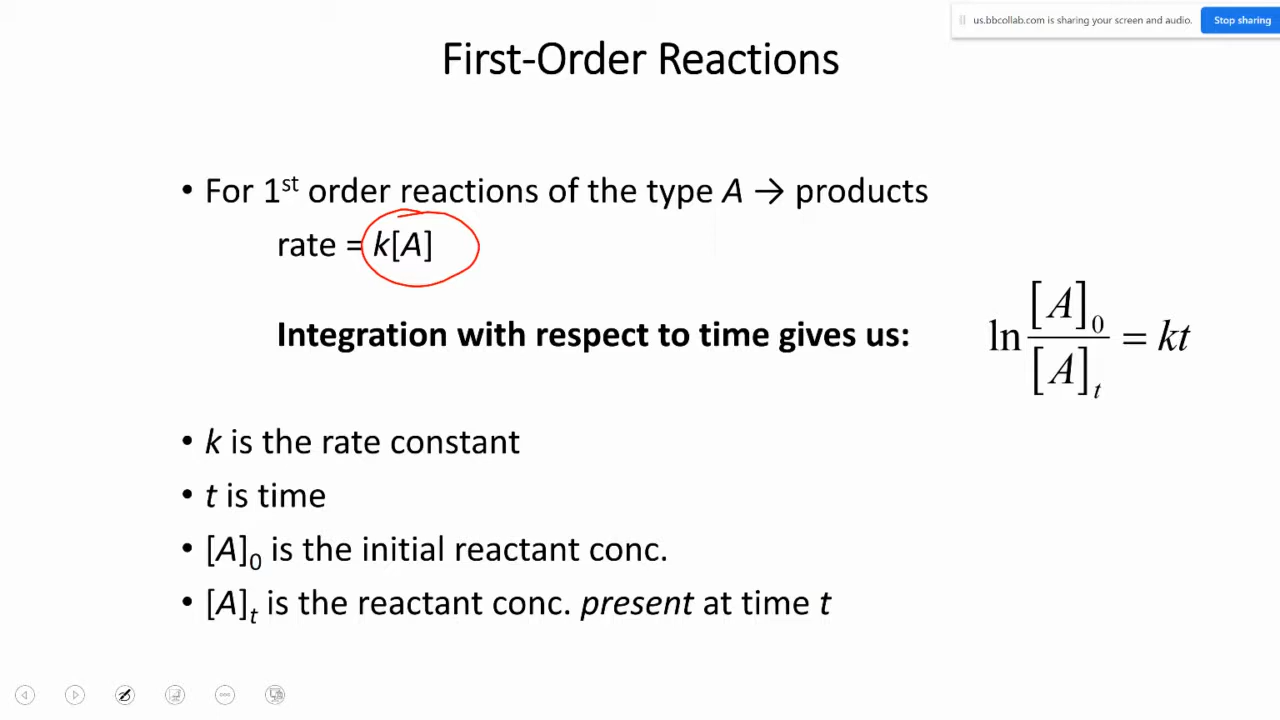 us.bbcollab.com is sharing your screen and audio.
Stop sharing
First-Order Reactions
• For 1st order reactions of the type A → products
rate = k[A]
Integration with respect to time gives us:
ln [A]0 / [A]t = kt
• k is the rate constant
• t is time
• [A]0 is the initial reactant conc.
• [A]t is the reactant conc. present at time t